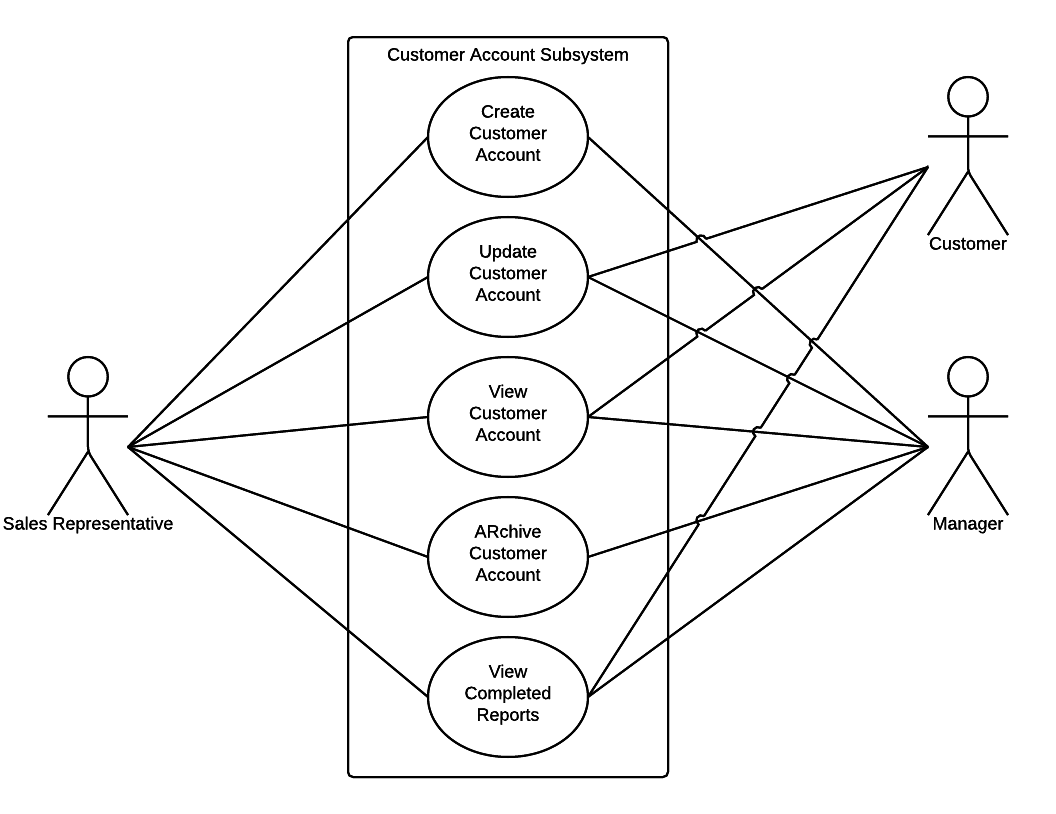 Customer Account Subsystem
Create
Customer
Account
Update
Customer
Account
View
Customer
Account
ARchive
Customer
Account
View
Completed
Reports
Sales Representative
Customer
Manager